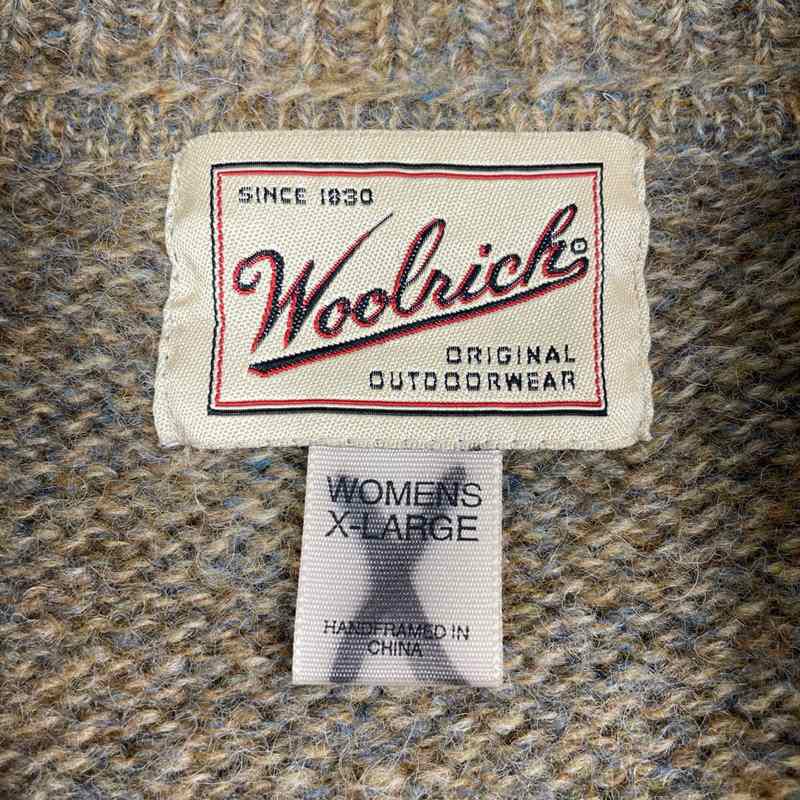 SINCE 1830
Woolrich®
ORIGINAL
OUTDOORWEAR
WOMENS
X-LARGE
HANDFRAMED IN
CHINA